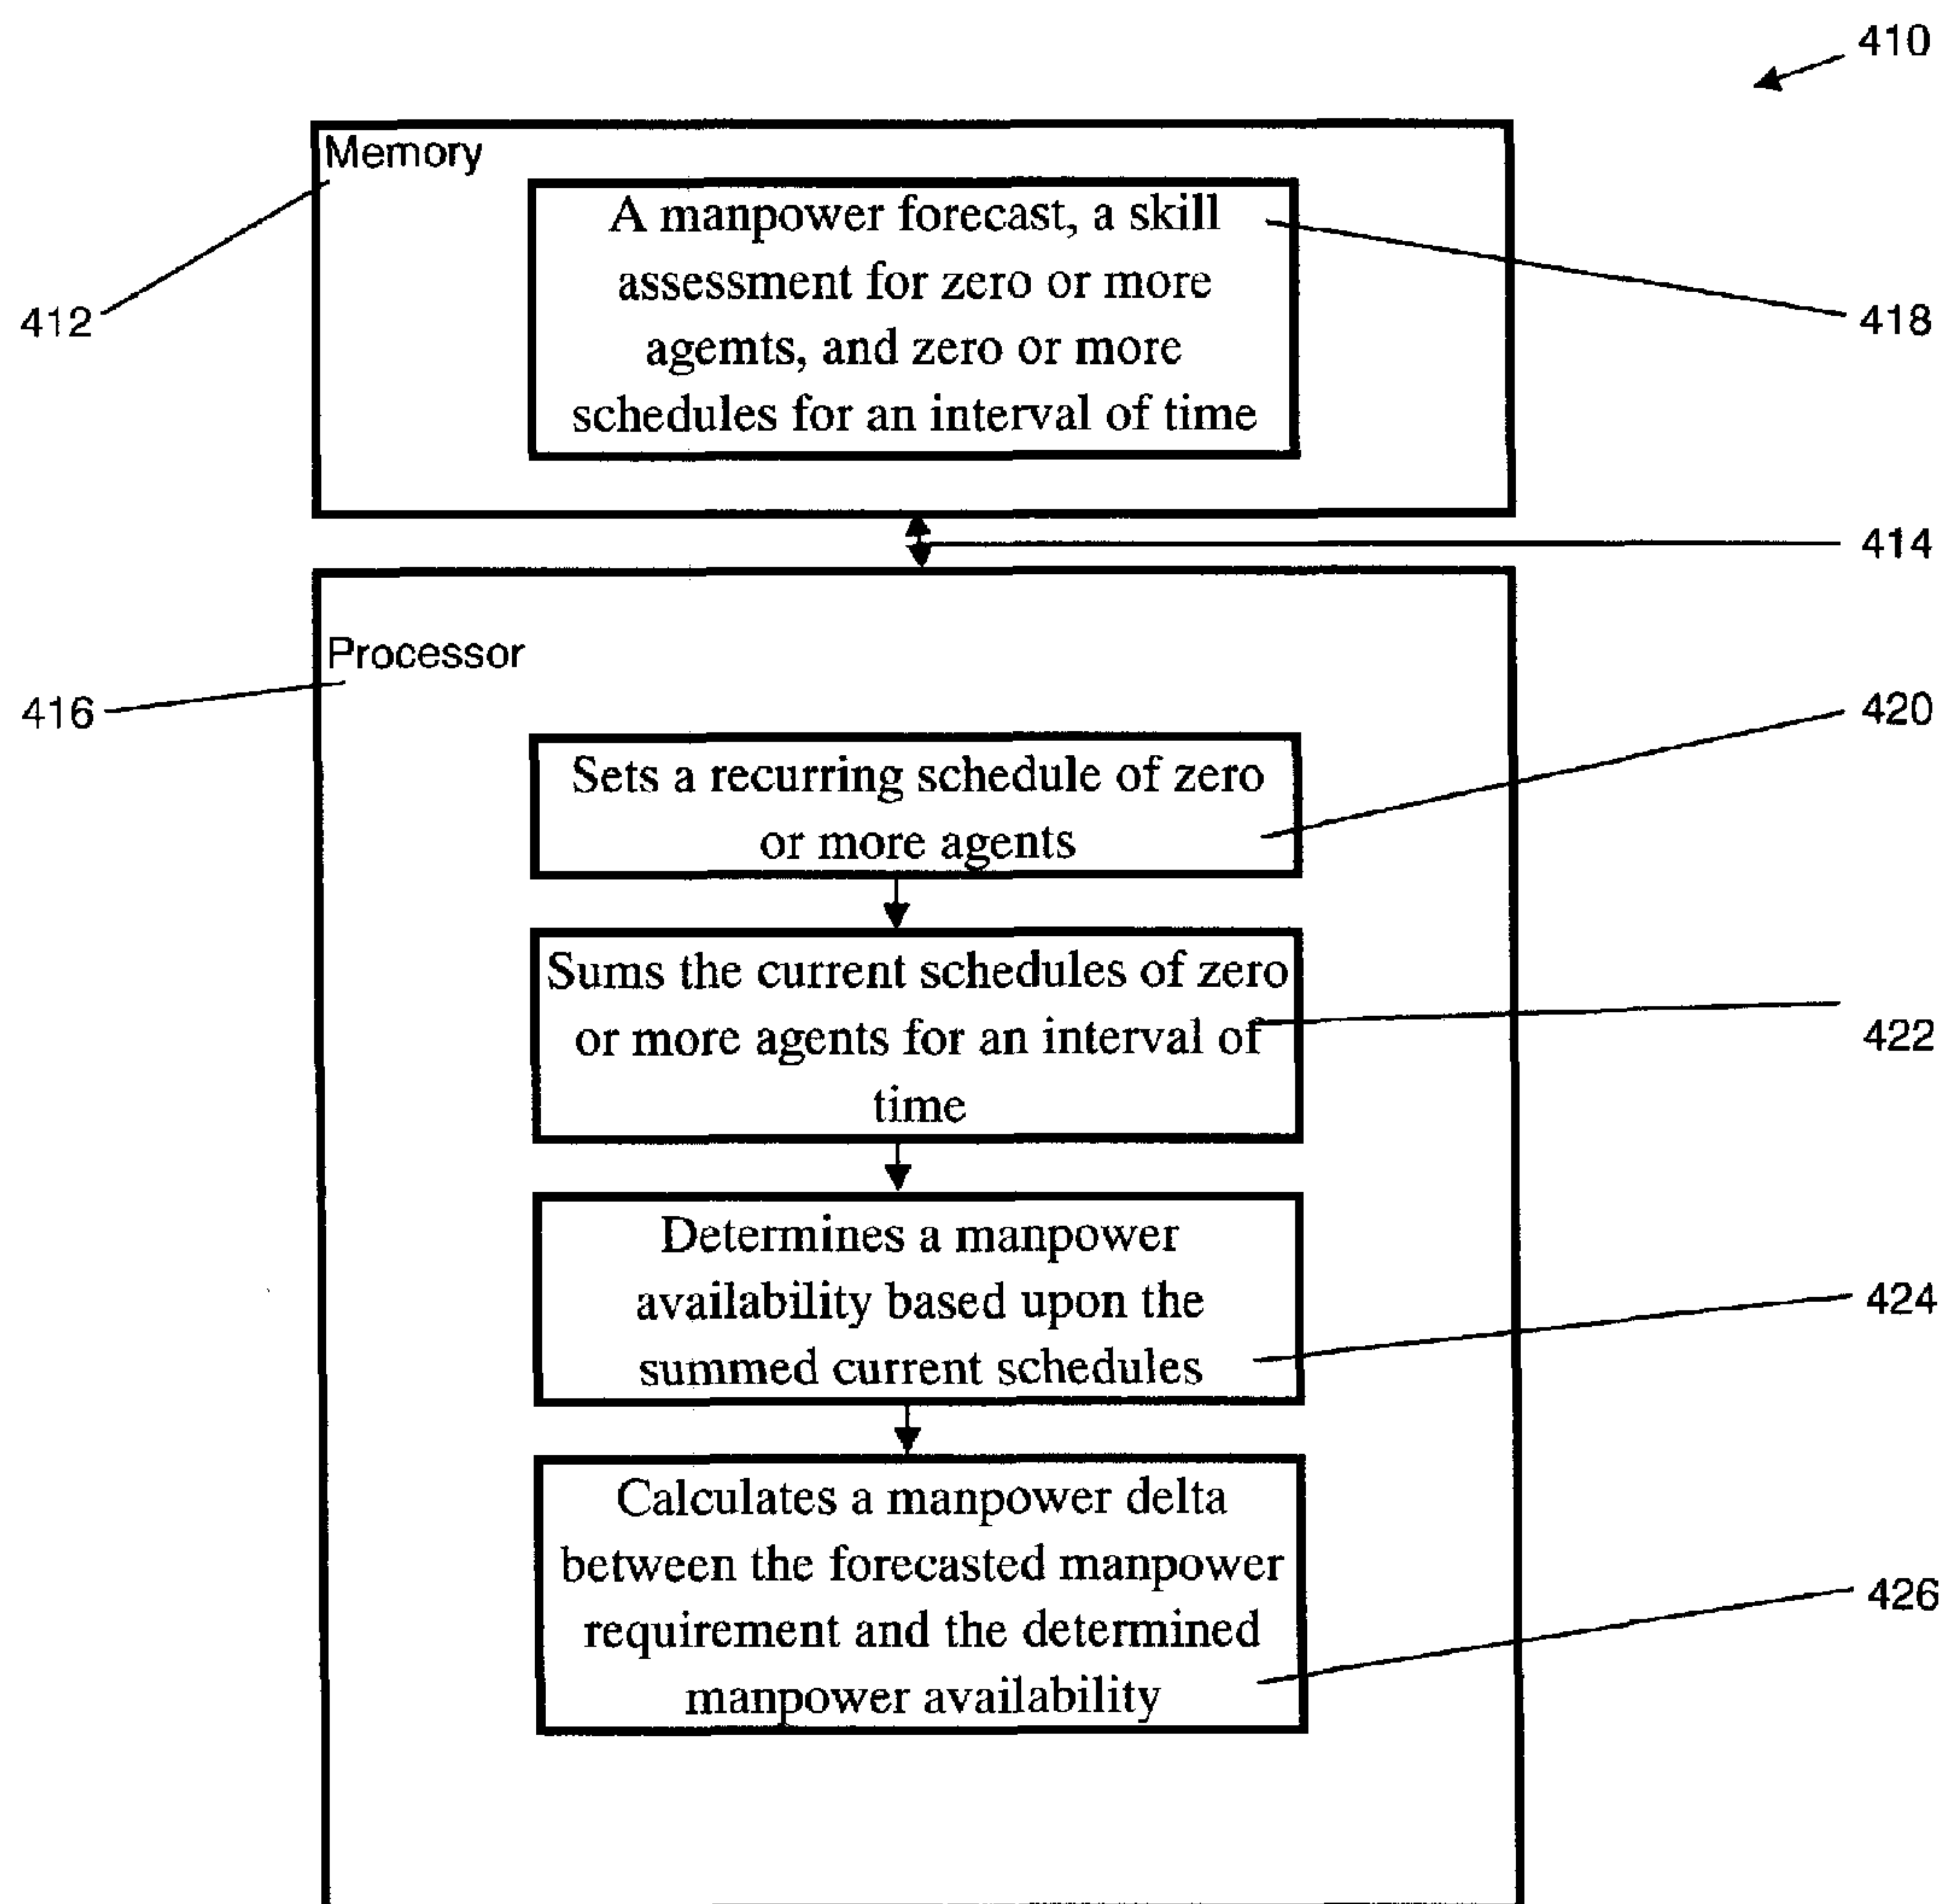 410
Memory
A manpower forecast, a skill
assessment for zero or more
agemts, and zero or more
schedules for an interval of time
412
418
414
Processor
416
420
Sets a recurring schedule of zero
or more agents
Sums the current schedules of zero
or more agents for an interval of
time
422
Determines a manpower
availability based upon the
summed current schedules
424
Calculates a manpower delta
between the forecasted manpower
requirement and the determined
manpower availability
426